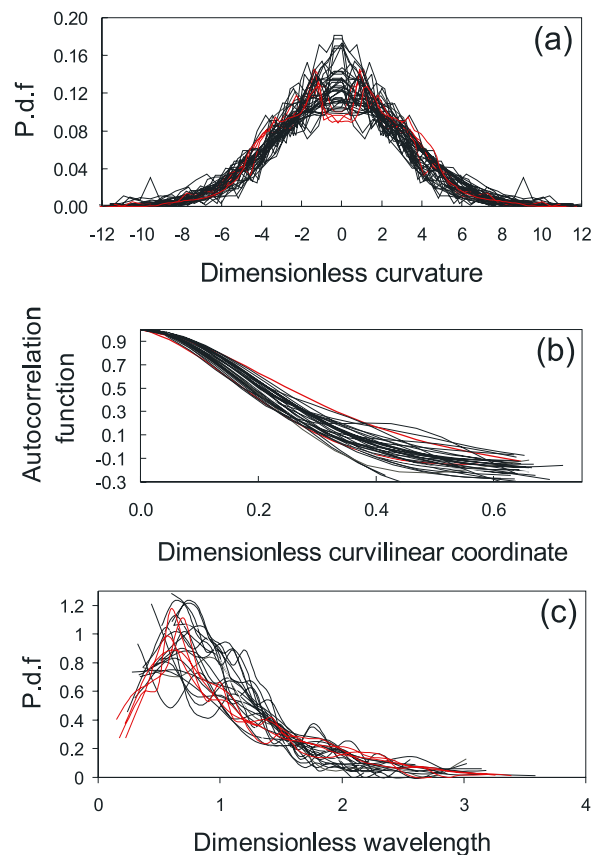 0.20
0.16
0.12
0.08
0.04
0.00
P.d.f
(a)
-12 -10 -8 -6 -4 -2 0 2 4 6 8 10 12
Dimensionless curvature
0.9
0.7
0.5
0.3
0.1
-0.1
-0.3
Autocorrelation
function
(b)
0.0 0.2 0.4 0.6
Dimensionless curvilinear coordinate
1.2
1
0.8
0.6
0.4
0.2
0
P.d.f
(c)
0 1 2 3 4
Dimensionless wavelength